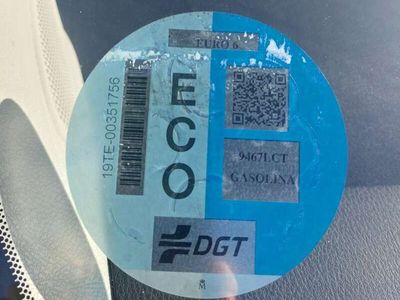 EURO 6
19TE-00351756
ECO
9467LCT
GASOLINA
DGT